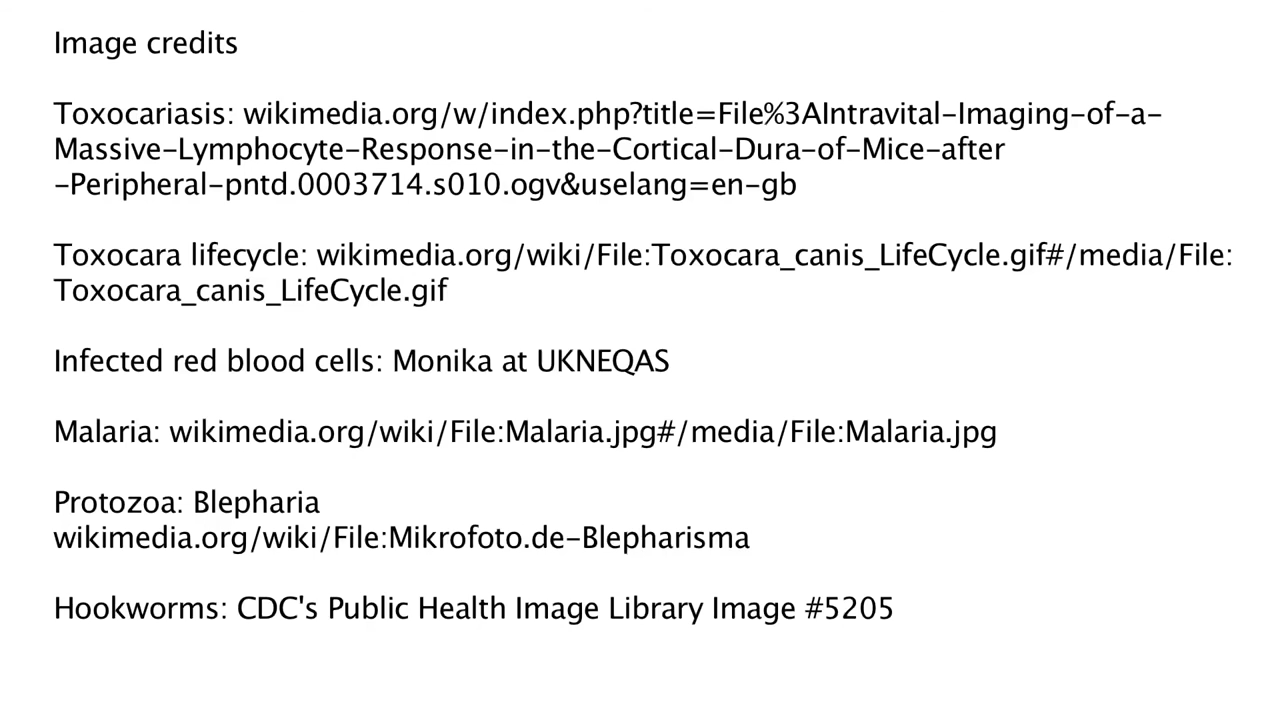 Image credits
Toxocariasis: wikimedia.org/w/index.php?title=File%3AIntravital-Imaging-of-a-
Massive-Lymphocyte-Response-in-the-Cortical-Dura-of-Mice-after
-Peripheral-pntd.0003714.s010.ogv&uselang=en-gb
Toxocara lifecycle: wikimedia.org/wiki/File:Toxocara_canis_LifeCycle.gif#/media/File:
Toxocara_canis_LifeCycle.gif
Infected red blood cells: Monika at UKNEQAS
Malaria: wikimedia.org/wiki/File:Malaria.jpg#/media/File:Malaria.jpg
Protozoa: Blepharia
wikimedia.org/wiki/File:Mikrofoto.de-Blepharisma
Hookworms: CDC's Public Health Image Library Image #5205